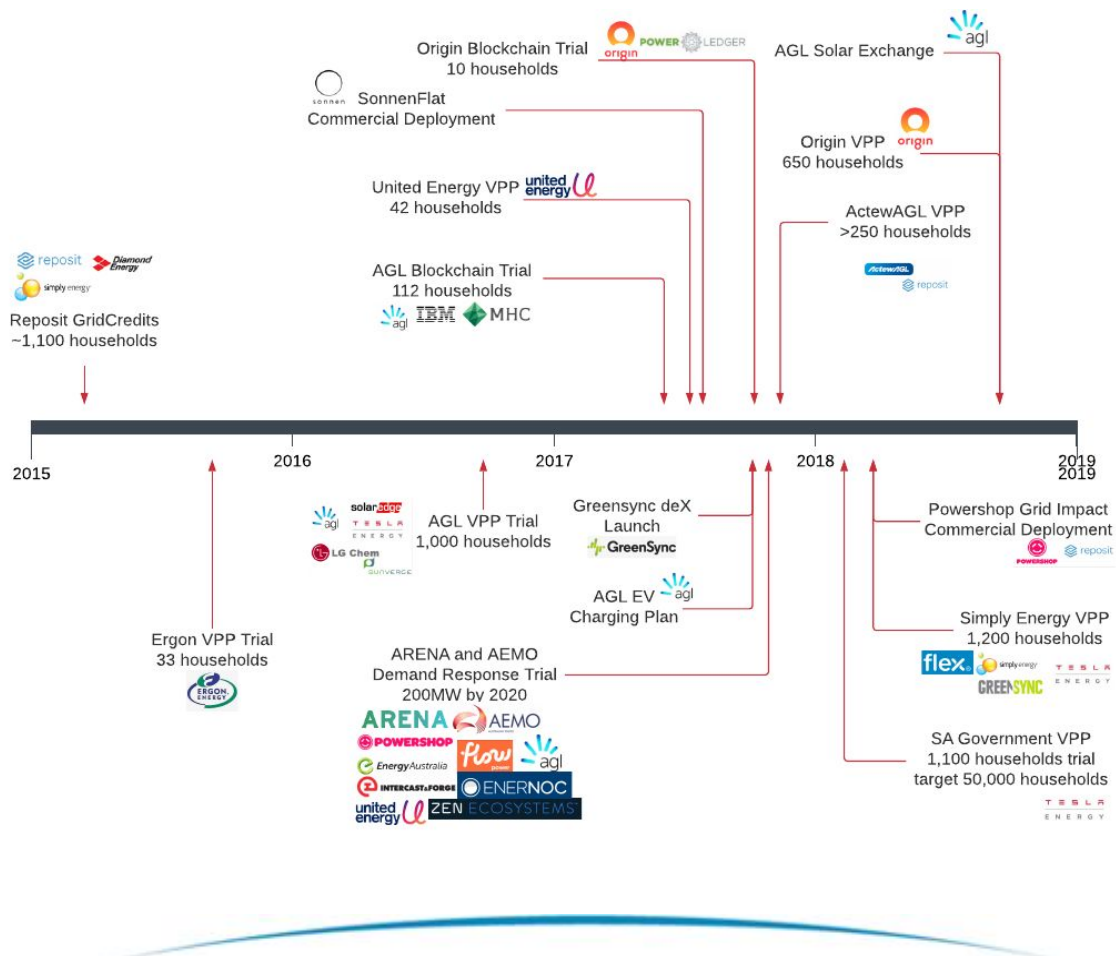 Origin Blockchain Trial
10 households
origin
POWER LEDGER
AGL Solar Exchange
agl
sonnen
SonnenFlat
Commercial Deployment
Origin VPP
650 households
origin
United Energy VPP
42 households
united
energy
ActewAGL VPP
>250 households
ActewAGL
reposit
AGL Blockchain Trial
112 households
agl
IBM
MHC
reposit
Diamond
Energy
simply energy
Reposit GridCredits
~1,100 households
2015
2016
2017
2018
2019
2019
agl
solaredge
TESLA
ENERGY
LG Chem
SUNVERGE
AGL VPP Trial
1,000 households
Greensync deX
Launch
GreenSync
Powershop Grid Impact
Commercial Deployment
POWERSHOP
reposit
AGL EV
Charging Plan
agl
Ergon VPP Trial
33 households
ERGON
ENERGY
Simply Energy VPP
1,200 households
flex
simply energy
TESLA
ENERGY
GREENSYNC
ARENA and AEMO
Demand Response Trial
200MW by 2020
ARENA
AEMO
POWERSHOP
flow
power
agl
EnergyAustralia
INTERCAST&FORGE
ENERNOC
united
energy
ZEN ECOSYSTEMS
SA Government VPP
1,100 households trial
target 50,000 households
TESLA
ENERGY